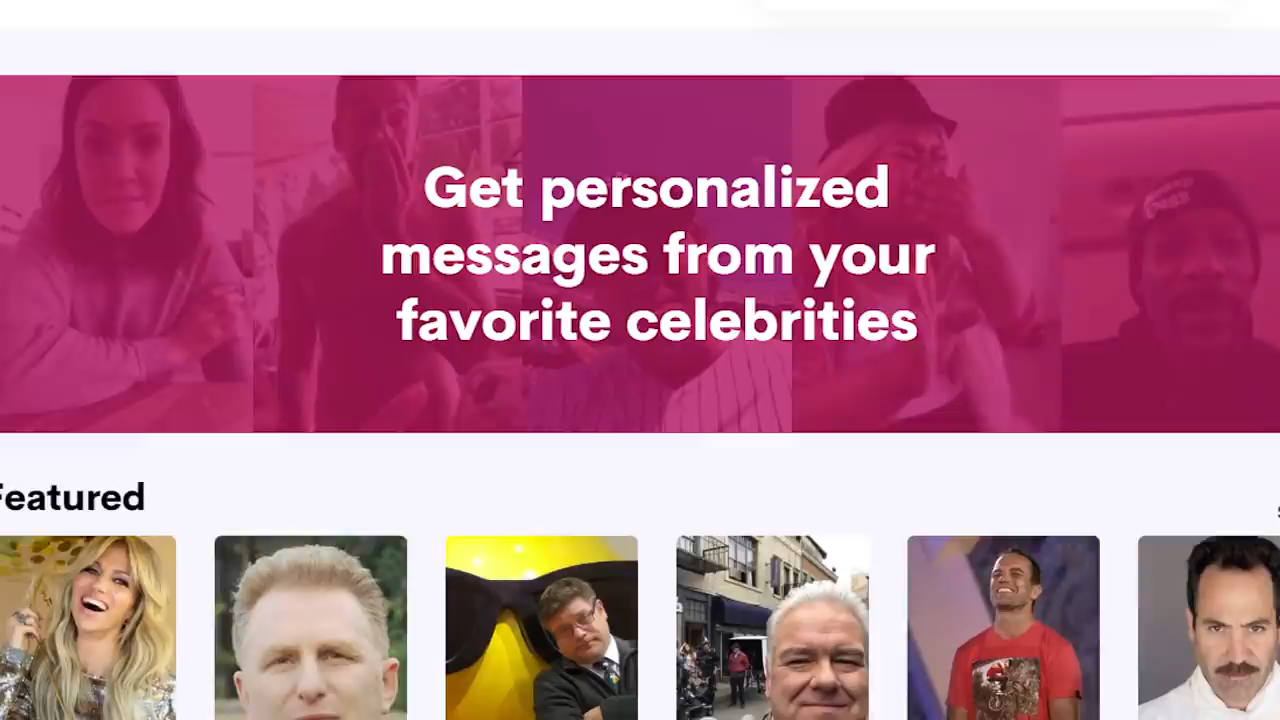 Get personalized
messages from your
favorite celebrities
Featured